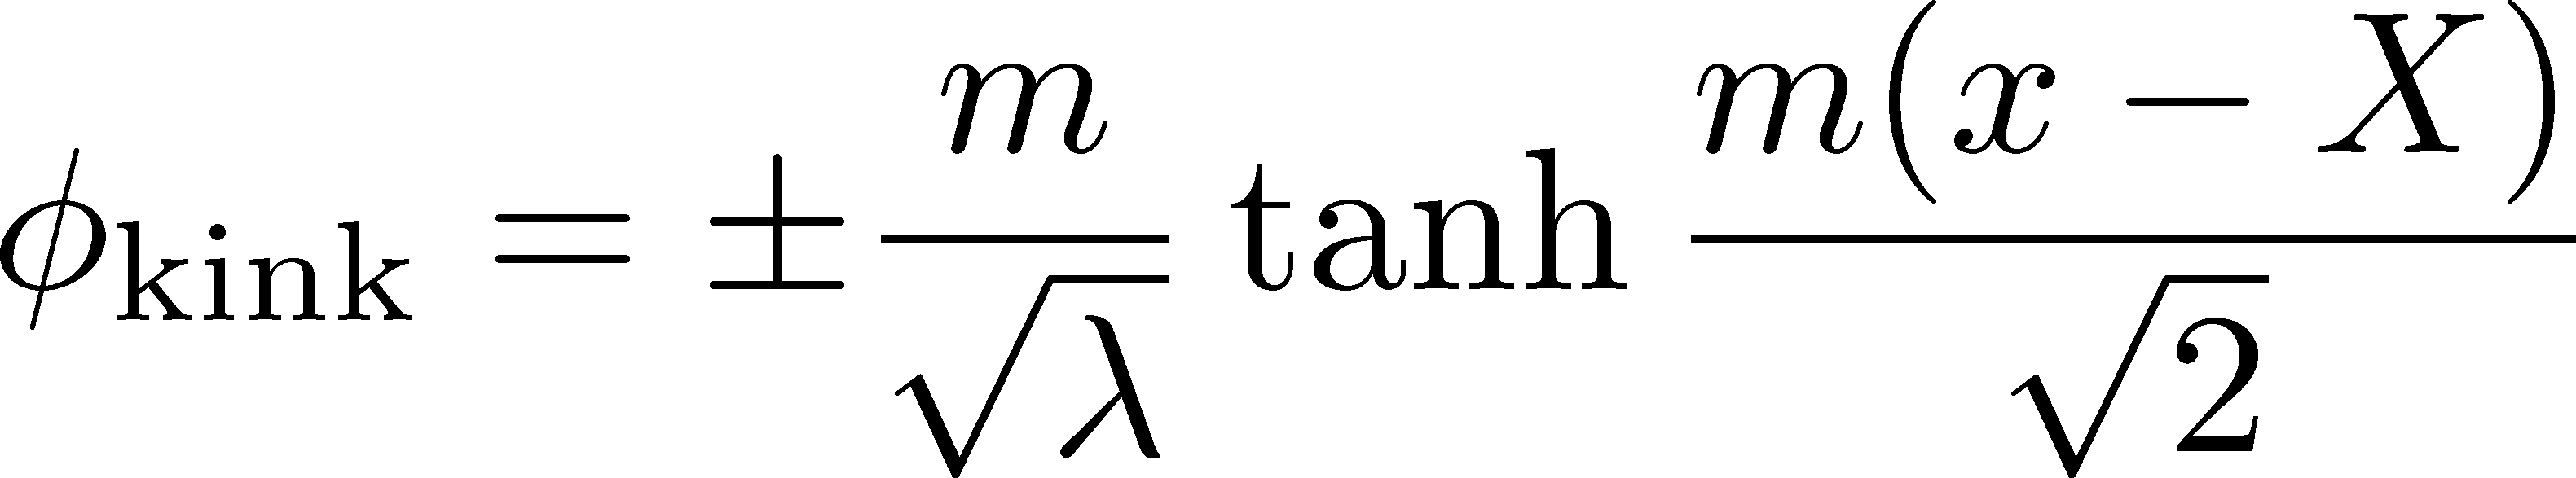 ϕ_kink = ± m/√λ tanh m(x − X)/√2